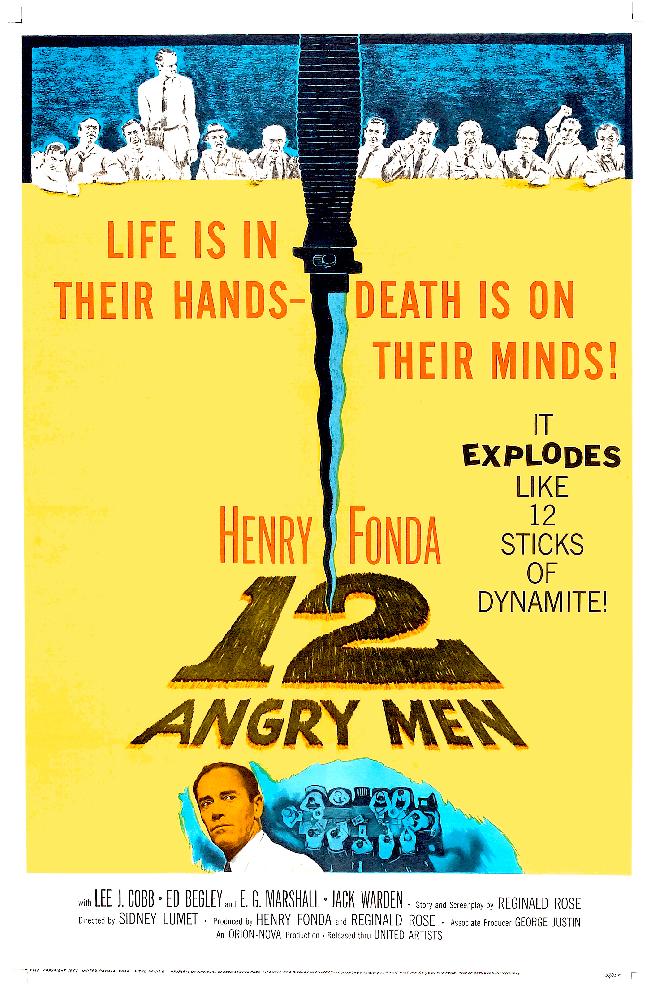 LIFE IS IN
THEIR HANDS—DEATH IS ON
THEIR MINDS!
IT
EXPLODES
LIKE
12
STICKS
OF
DYNAMITE!
HENRY FONDA
12
ANGRY MEN
with LEE J. COBB • ED BEGLEY and E. G. MARSHALL • JACK WARDEN • Story and Screenplay by REGINALD ROSE
Directed by SIDNEY LUMET • Produced by HENRY FONDA and REGINALD ROSE • Associate Producer GEORGE JUSTIN
An ORION-NOVA Production • Released thru UNITED ARTISTS